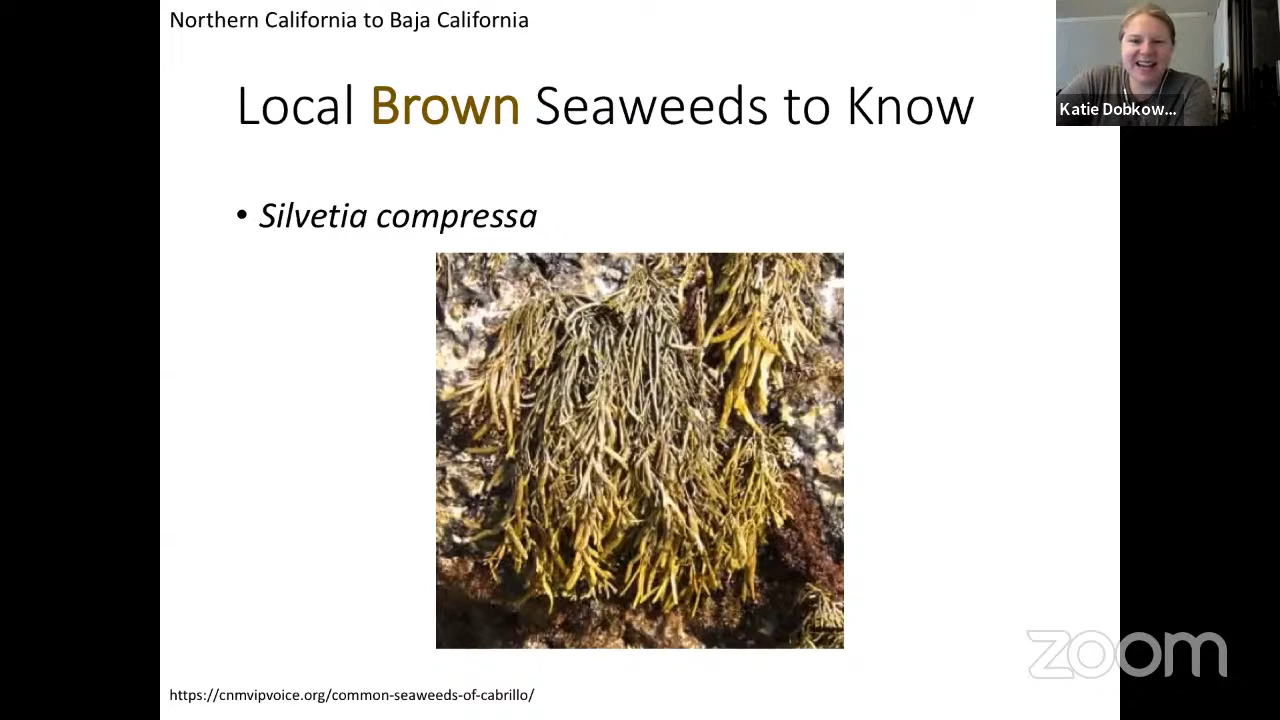 Northern California to Baja California
Local Brown Seaweeds to Know
Katie Dobkow...
• Silvetia compressa
zoom
https://cnmvipvoice.org/common-seaweeds-of-cabrillo/